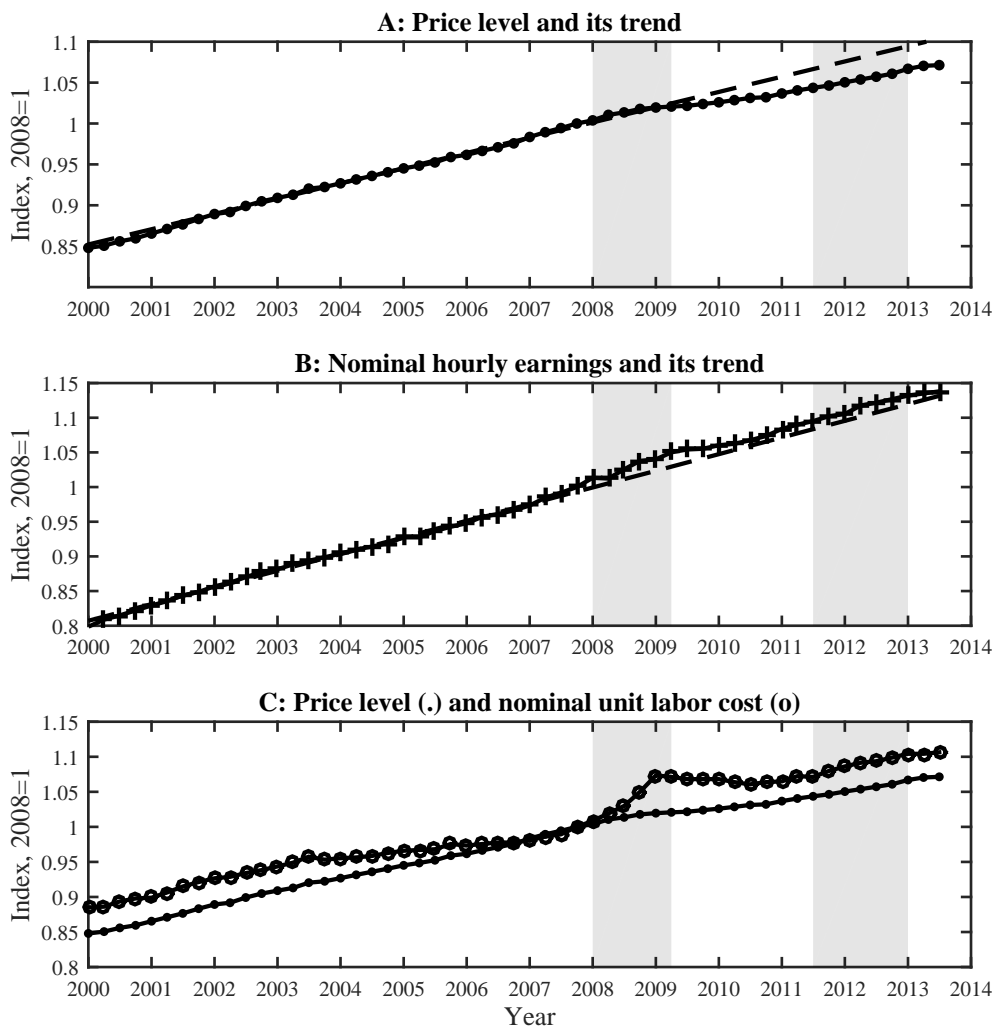 A: Price level and its trend
1.1
1.05
1
0.95
0.9
0.85
Index, 2008=1
2000 2001 2002 2003 2004 2005 2006 2007 2008 2009 2010 2011 2012 2013 2014
B: Nominal hourly earnings and its trend
1.15
1.1
1.05
1
0.95
0.9
0.85
0.8
Index, 2008=1
2000 2001 2002 2003 2004 2005 2006 2007 2008 2009 2010 2011 2012 2013 2014
C: Price level (.) and nominal unit labor cost (o)
1.15
1.1
1.05
1
0.95
0.9
0.85
0.8
Index, 2008=1
2000 2001 2002 2003 2004 2005 2006 2007 2008 2009 2010 2011 2012 2013 2014
Year